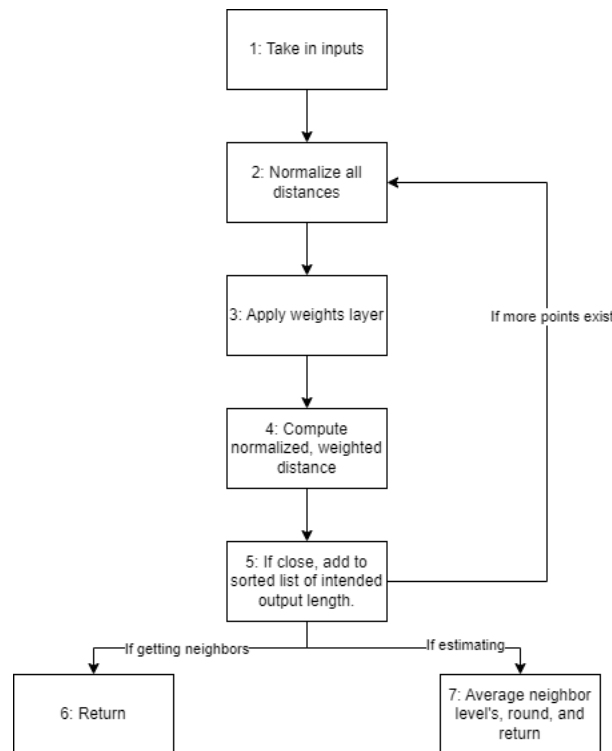 1: Take in inputs
2: Normalize all
distances
3: Apply weights layer
If more points exist
4: Compute
normalized, weighted
distance
5: If close, add to
sorted list of intended
output length.
If getting neighbors
If estimating
6: Return
7: Average neighbor
level's, round, and
return